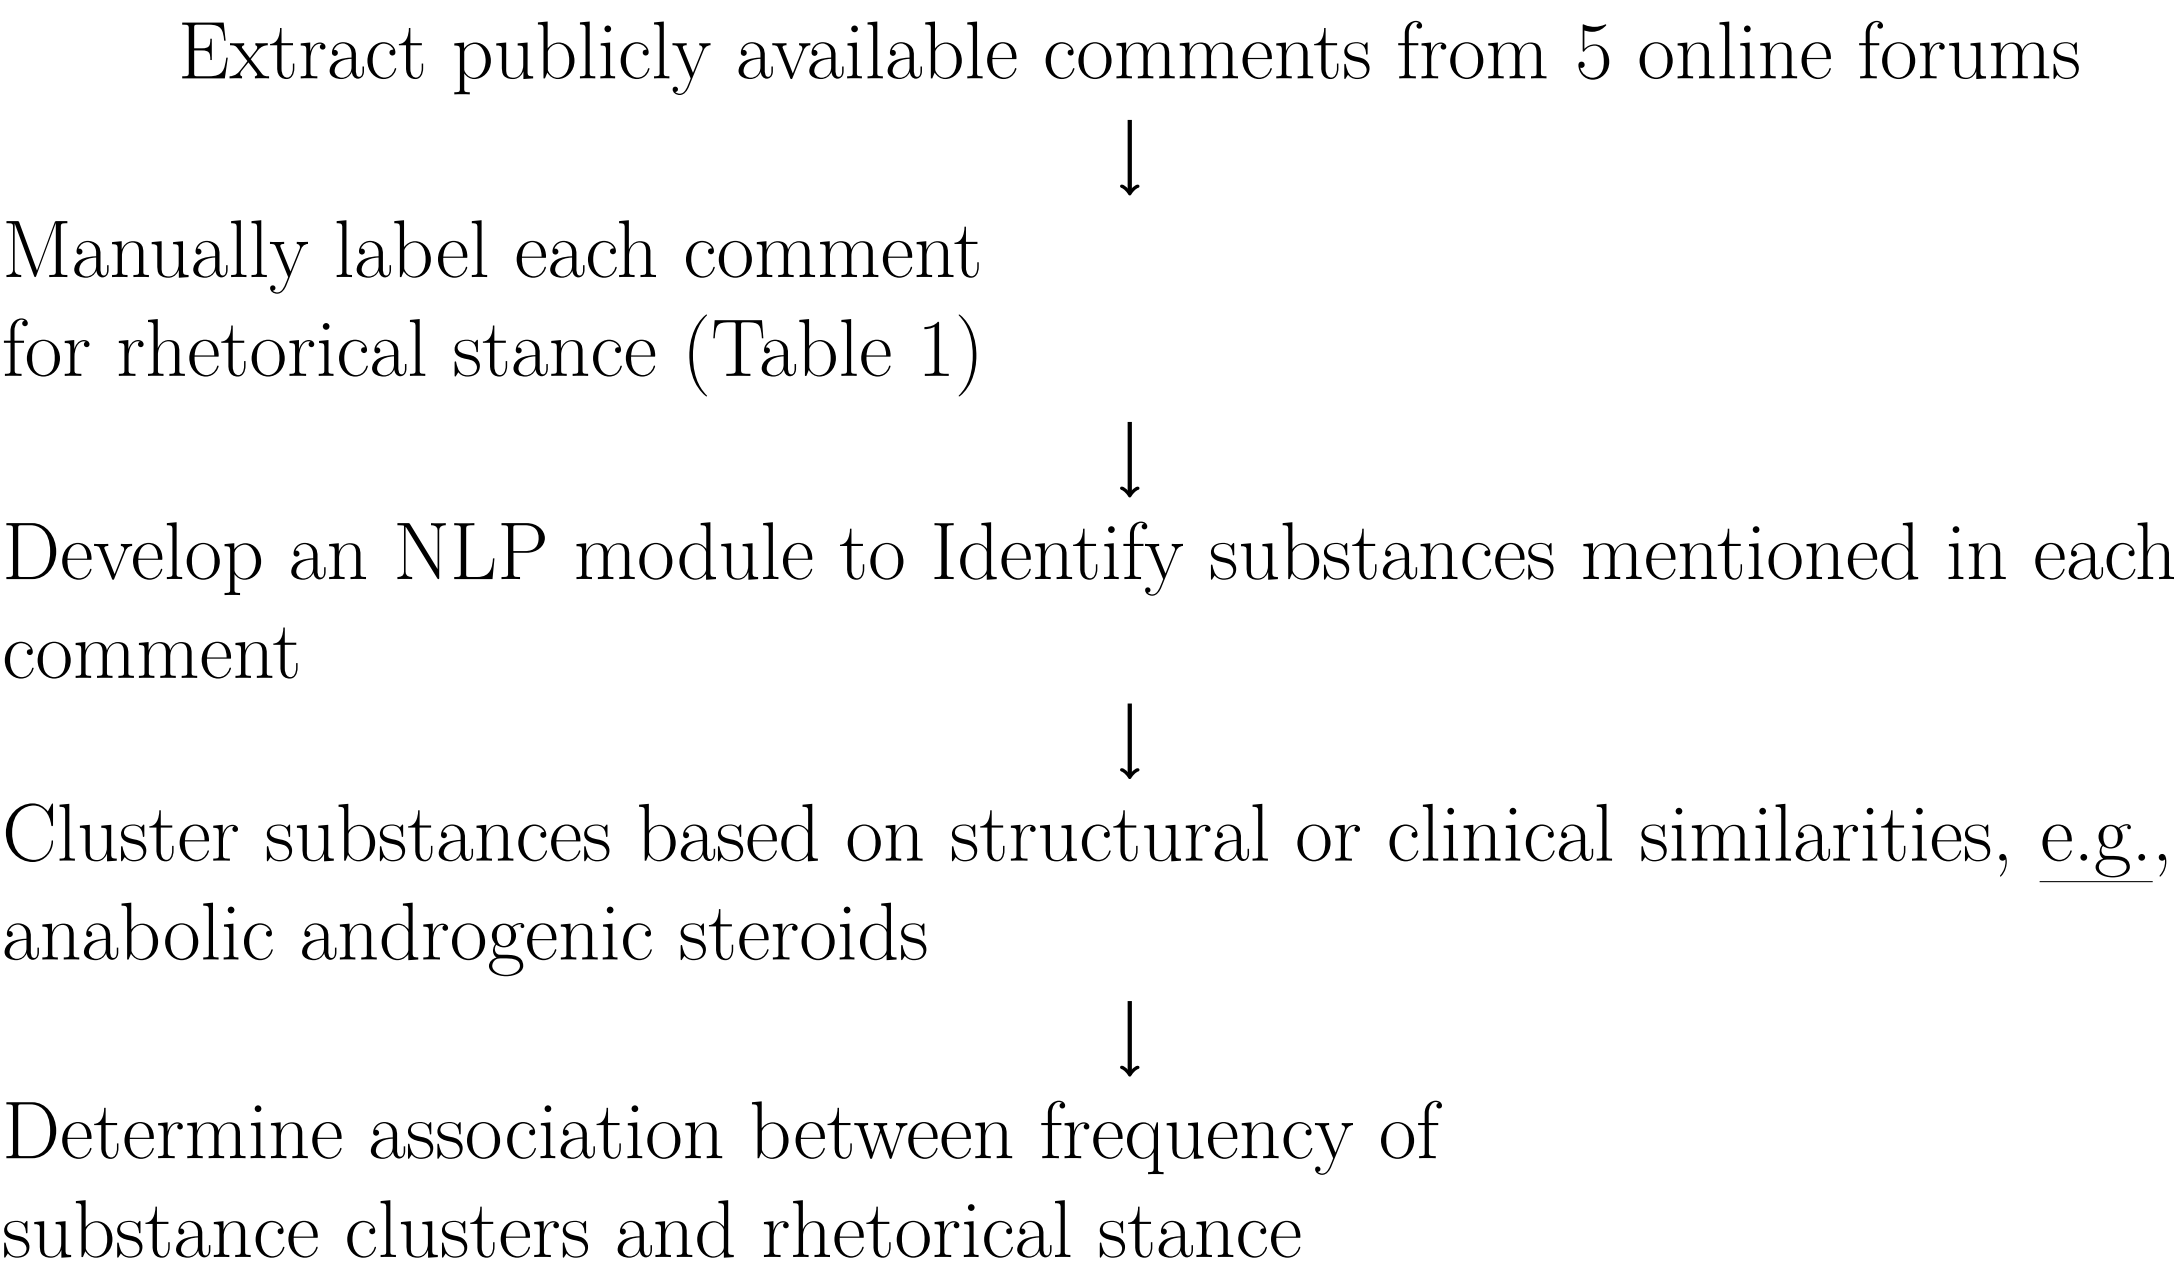 Extract publicly available comments from 5 online forums
Manually label each comment
for rhetorical stance (Table 1)
Develop an NLP module to Identify substances mentioned in each
comment
Cluster substances based on structural or clinical similarities, e.g.,
anabolic androgenic steroids
Determine association between frequency of
substance clusters and rhetorical stance